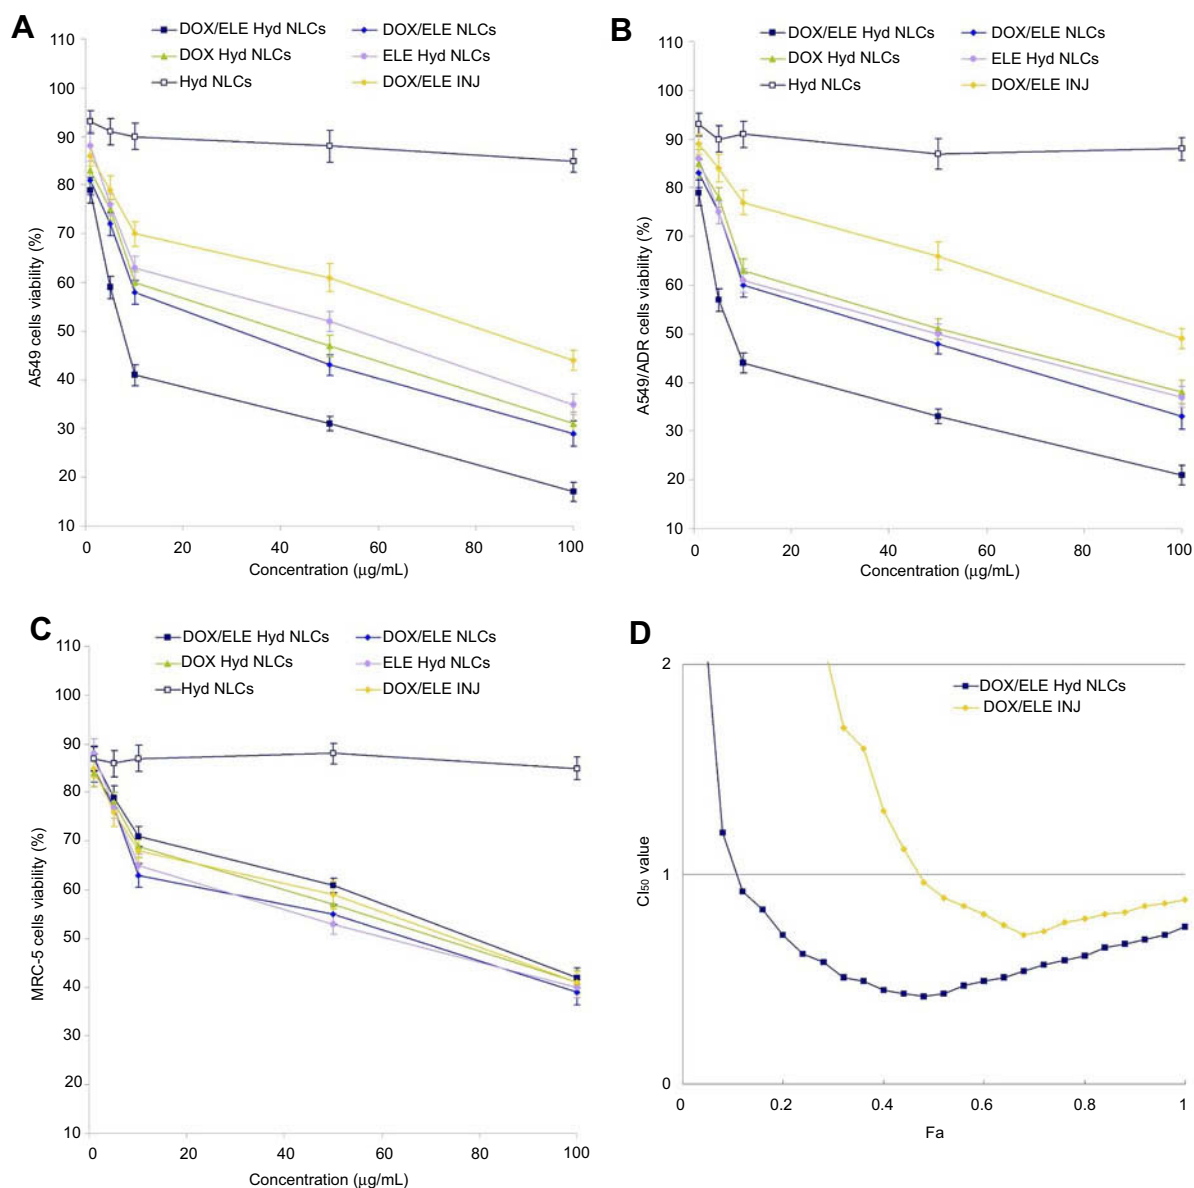 A
DOX/ELE Hyd NLCs
DOX/ELE NLCs
DOX Hyd NLCs
ELE Hyd NLCs
Hyd NLCs
DOX/ELE INJ
110
100
90
80
70
60
50
40
30
20
10
A549 cells viability (%)
0 20 40 60 80 100
Concentration (µg/mL)
B
DOX/ELE Hyd NLCs
DOX/ELE NLCs
DOX Hyd NLCs
ELE Hyd NLCs
Hyd NLCs
DOX/ELE INJ
110
100
90
80
70
60
50
40
30
20
10
A549/ADR cells viability (%)
0 20 40 60 80 100
Concentration (µg/mL)
C
DOX/ELE Hyd NLCs
DOX/ELE NLCs
DOX Hyd NLCs
ELE Hyd NLCs
Hyd NLCs
DOX/ELE INJ
110
100
90
80
70
60
50
40
30
20
10
MRC-5 cells viability (%)
0 20 40 60 80 100
Concentration (µg/mL)
D
DOX/ELE Hyd NLCs
DOX/ELE INJ
2
1
0
CI₅₀ value
0 0.2 0.4 0.6 0.8 1
Fa